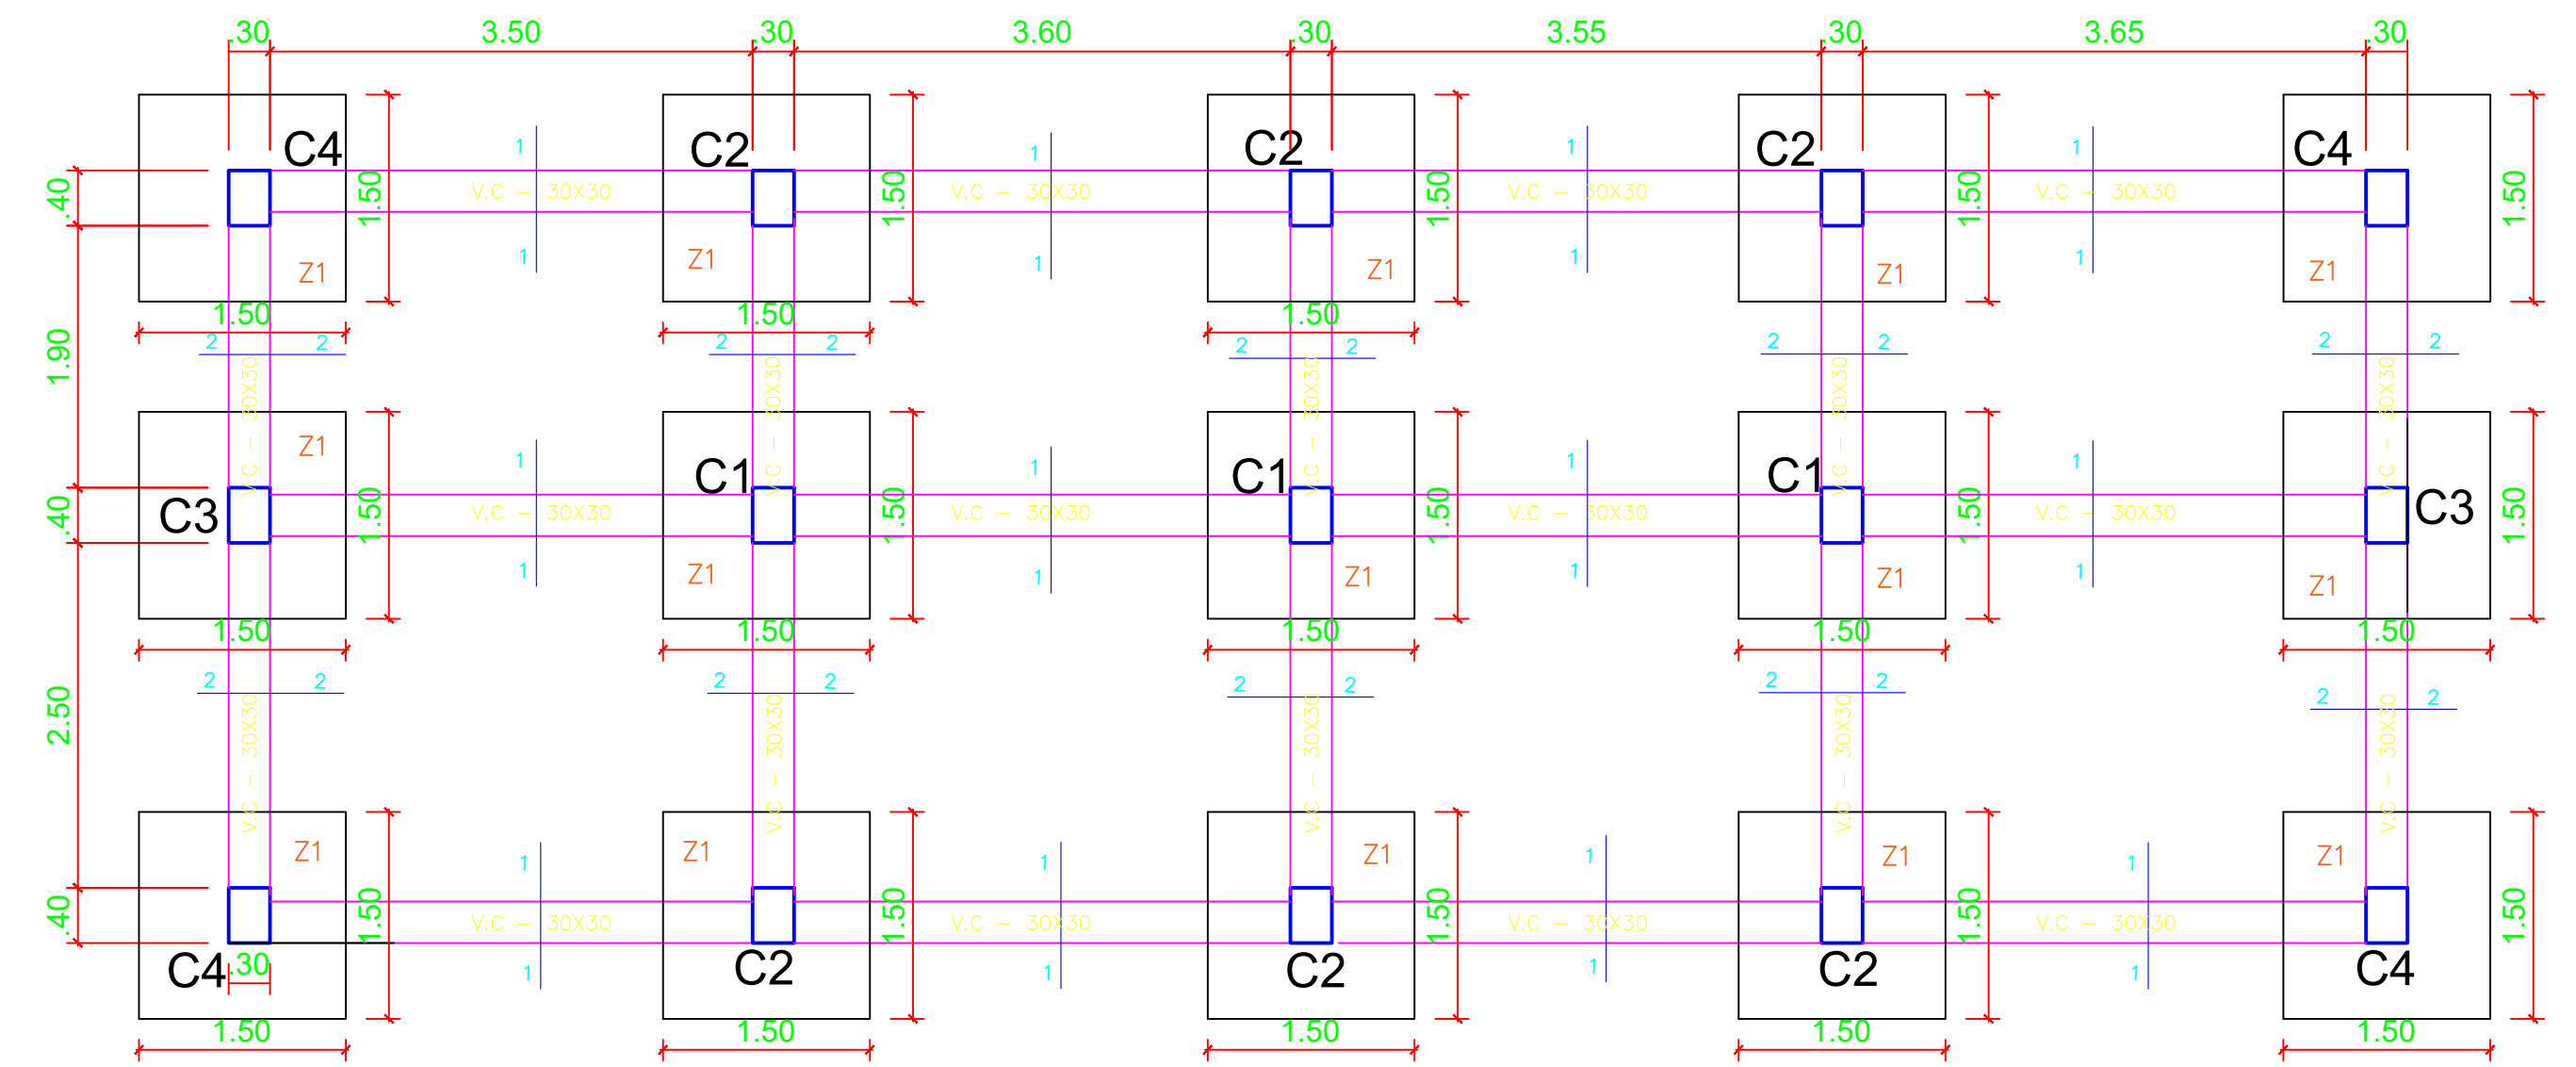 .30 3.50 .30 3.60 .30 3.55 .30 3.65 .30
C4 C2 C2 C2 C4
1 1 1 1
.40 1.50 V.C - 30X30 1.50 V.C - 30X30 1.50 V.C - 30X30 1.50 V.C - 30X30 1.50
1 1 1 1
Z1 Z1 Z1 Z1 Z1
1.50 1.50 1.50
2 2 2 2 2 2 2 2 2 2
1.90
V.C - 30X30 V.C - 30X30 V.C - 30X30 V.C - 30X30 V.C - 30X30
Z1
1 1 1 1
C1 C1 C1
.40 C3 1.50 V.C - 30X30 1.50 V.C - 30X30 1.50 V.C - 30X30 1.50 V.C - 30X30 C3 1.50
1 1 1 1
Z1 Z1 Z1 Z1
1.50 1.50 1.50 1.50 1.50
2 2 2 2 2 2 2 2 2 2
2.50
V.C - 30X30 V.C - 30X30 V.C - 30X30 V.C - 30X30 V.C - 30X30
Z1 Z1 Z1 Z1 Z1
1 1 1 1
.40 1.50 V.C - 30X30 1.50 V.C - 30X30 1.50 V.C - 30X30 1.50 V.C - 30X30 1.50
C4 .30 C2 C2 C2 C4
1 1 1 1
1.50 1.50 1.50 1.50 1.50